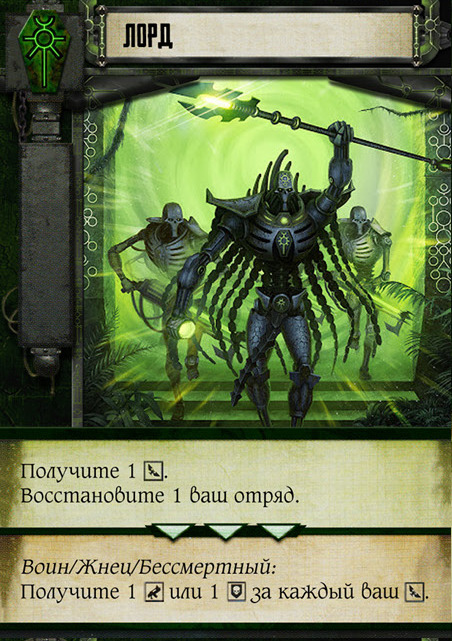 ЛОРД
Получите 1 .
Восстановите 1 ваш отряд.
Воин/Жнец/Бессмертный:
Получите 1 или 1 за каждый ваш .